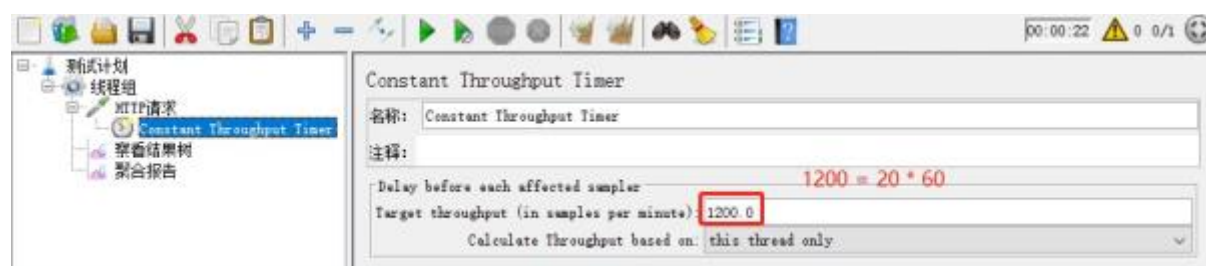 00:00:22 0 0/1
测试计划
线程组
HTTP请求
Constant Throughput Timer
察看结果树
聚合报告
Constant Throughput Timer
名称: Constant Throughput Timer
注释:
Delay before each affected sampler
1200 = 20 * 60
Target throughput (in samples per minute): 1200.0
Calculate Throughput based on: this thread only